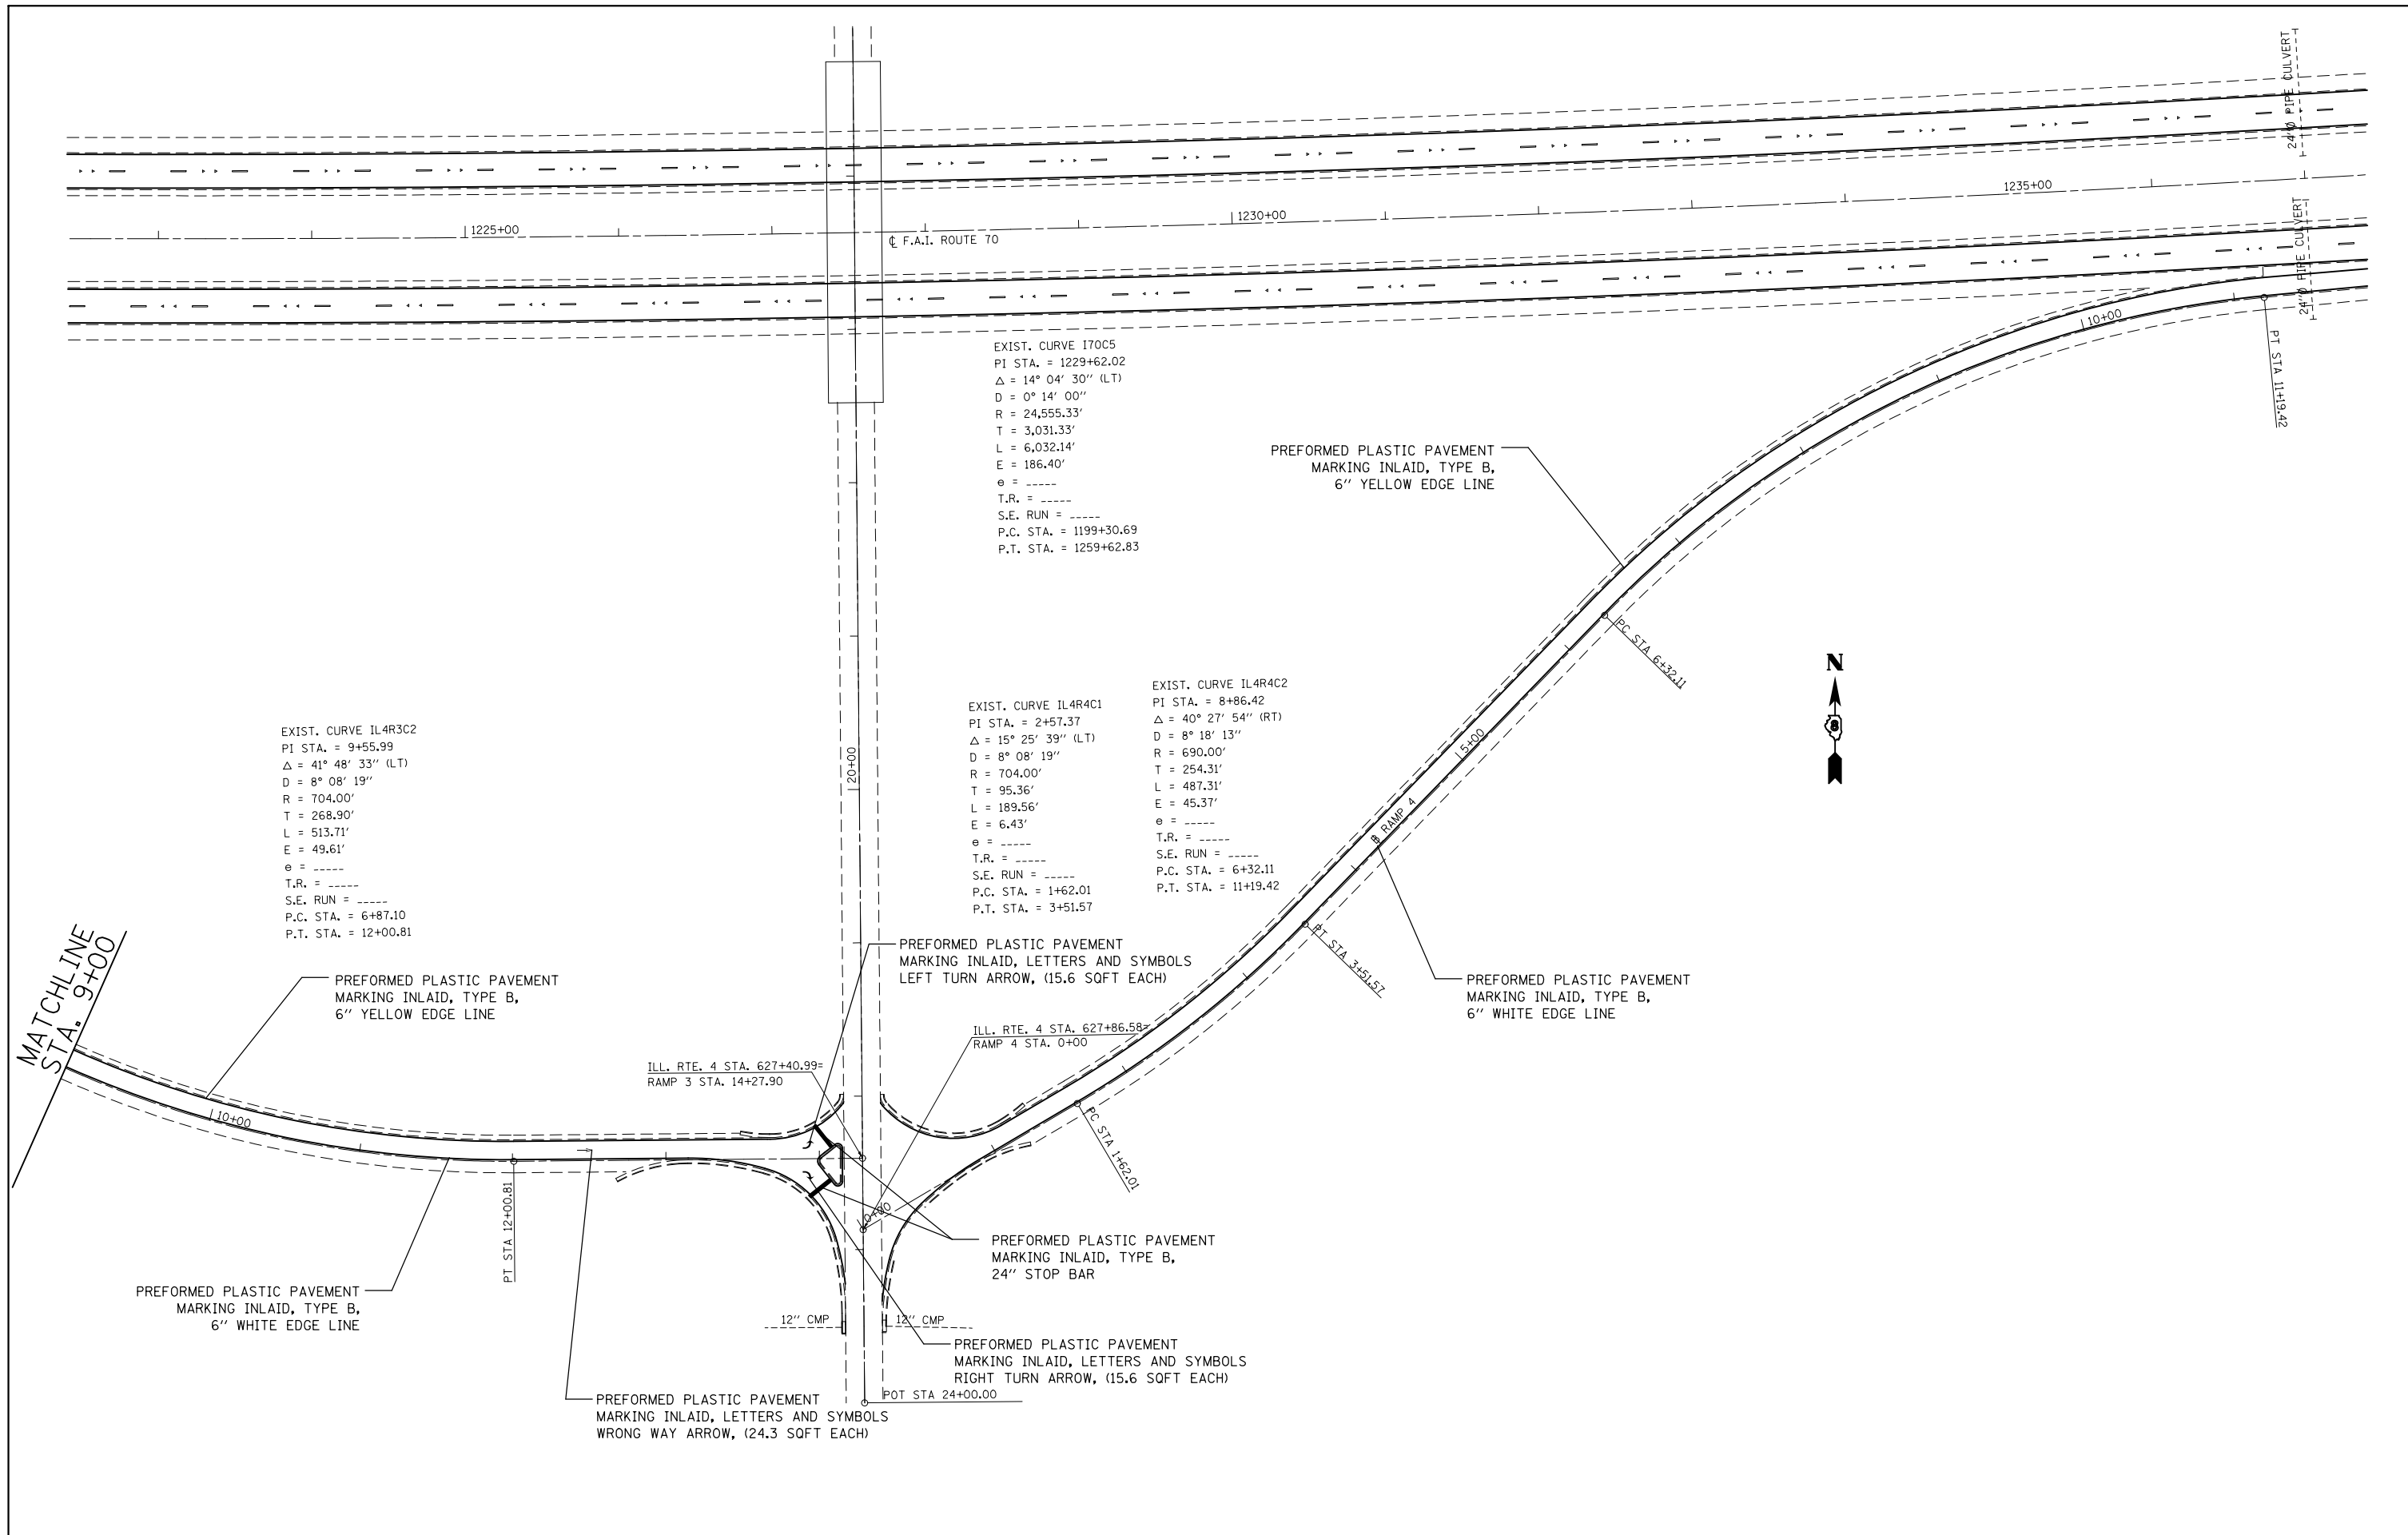 24"Ø PIPE CULVERT
1235+00
1230+00
1225+00
℄ F.A.I. ROUTE 70
24"Ø PIPE CULVERT
10+00
PT STA 11+19.42
EXIST. CURVE I70C5
PI STA. = 1229+62.02
Δ = 14° 04' 30" (LT)
D = 0° 14' 00"
R = 24,555.33'
T = 3,031.33'
L = 6,032.14'
E = 186.40'
e = _____
T.R. = _____
S.E. RUN = _____
P.C. STA. = 1199+30.69
P.T. STA. = 1259+62.83
PREFORMED PLASTIC PAVEMENT
MARKING INLAID, TYPE B,
6" YELLOW EDGE LINE
PC STA 6+32.11
N
8
EXIST. CURVE IL4R4C2
PI STA. = 8+86.42
Δ = 40° 27' 54" (RT)
D = 8° 18' 13"
R = 690.00'
T = 254.31'
L = 487.31'
E = 45.37'
e = _____
T.R. = _____
S.E. RUN = _____
P.C. STA. = 6+32.11
P.T. STA. = 11+19.42
EXIST. CURVE IL4R4C1
PI STA. = 2+57.37
Δ = 15° 25' 39" (LT)
D = 8° 08' 19"
R = 704.00'
T = 95.36'
L = 189.56'
E = 6.43'
e = _____
T.R. = _____
S.E. RUN = _____
P.C. STA. = 1+62.01
P.T. STA. = 3+51.57
EXIST. CURVE IL4R3C2
PI STA. = 9+55.99
Δ = 41° 48' 33" (LT)
D = 8° 08' 19"
R = 704.00'
T = 268.90'
L = 513.71'
E = 49.61'
e = _____
T.R. = _____
S.E. RUN = _____
P.C. STA. = 6+87.10
P.T. STA. = 12+00.81
20+00
5+00
℄ RAMP 4
MATCHLINE
STA. 9+00
PREFORMED PLASTIC PAVEMENT
MARKING INLAID, TYPE B,
6" YELLOW EDGE LINE
PREFORMED PLASTIC PAVEMENT
MARKING INLAID, LETTERS AND SYMBOLS
LEFT TURN ARROW, (15.6 SQFT EACH)
PT STA 3+51.57
PREFORMED PLASTIC PAVEMENT
MARKING INLAID, TYPE B,
6" WHITE EDGE LINE
ILL. RTE. 4 STA. 627+86.58=
RAMP 4 STA. 0+00
ILL. RTE. 4 STA. 627+40.99=
RAMP 3 STA. 14+27.90
10+00
PC STA 1+62.01
PT STA 12+00.81
0+00
PREFORMED PLASTIC PAVEMENT
MARKING INLAID, TYPE B,
24" STOP BAR
PREFORMED PLASTIC PAVEMENT
MARKING INLAID, TYPE B,
6" WHITE EDGE LINE
12" CMP
12" CMP
PREFORMED PLASTIC PAVEMENT
MARKING INLAID, LETTERS AND SYMBOLS
RIGHT TURN ARROW, (15.6 SQFT EACH)
POT STA 24+00.00
PREFORMED PLASTIC PAVEMENT
MARKING INLAID, LETTERS AND SYMBOLS
WRONG WAY ARROW, (24.3 SQFT EACH)